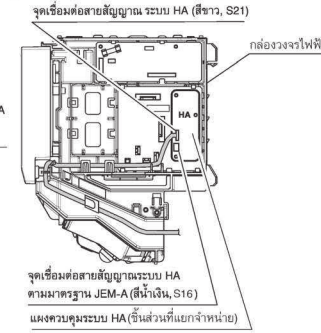 จุดเชื่อมต่อสายสัญญาณ ระบบ HA (สีขาว, S21)
กล่องวงจรไฟฟ้
A
HA
จุดเชื่อมต่อสายสัญญาณระบบ HA
ตามมาตรฐาน JEM-A (สีน้ำเงิน, S16)
แผงควบคุมระบบ HA (ชิ้นส่วนที่แยกจำหน่าย)